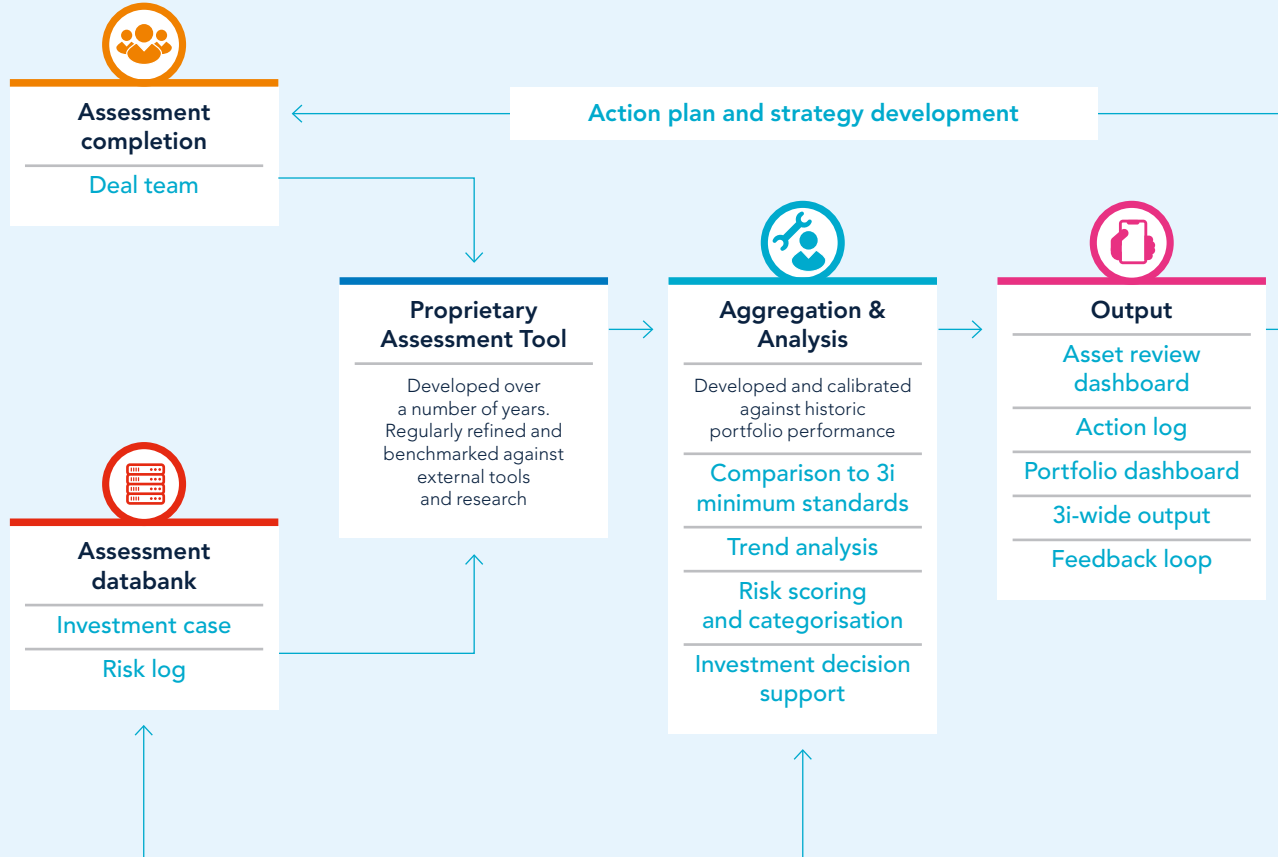 Assessment
completion
Deal team
Action plan and strategy development
Assessment
databank
Investment case
Risk log
Proprietary
Assessment Tool
Developed over
a number of years.
Regularly refined and
benchmarked against
external tools
and research
Aggregation &
Analysis
Developed and calibrated
against historic
portfolio performance
Comparison to 3i
minimum standards
Trend analysis
Risk scoring
and categorisation
Investment decision
support
Output
Asset review
dashboard
Action log
Portfolio dashboard
3i-wide output
Feedback loop